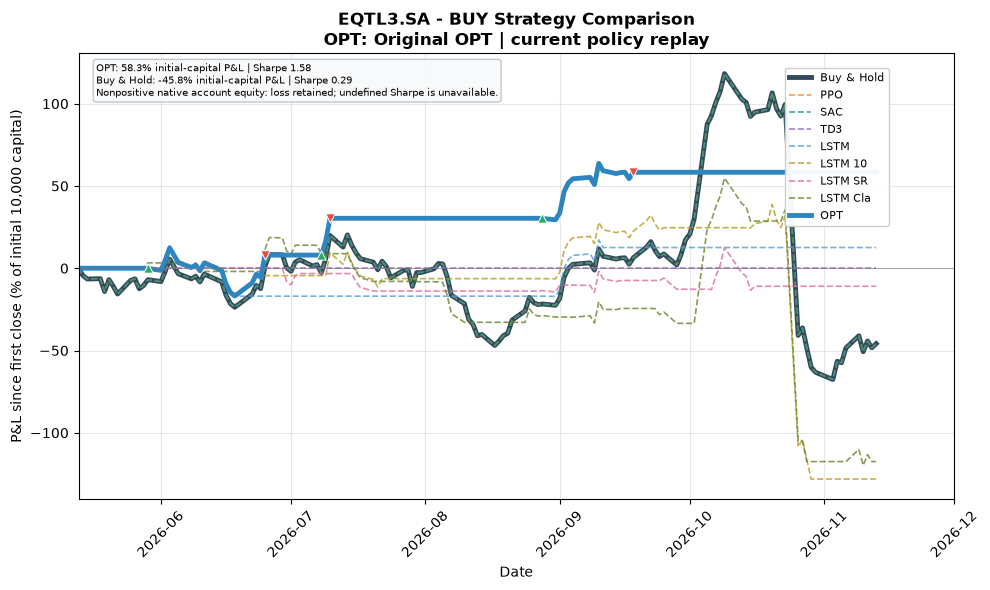 EQTL3.SA - BUY Strategy Comparison
OPT: Original OPT | current policy replay
OPT: 58.3% initial-capital P&L | Sharpe 1.58
Buy & Hold: -45.8% initial-capital P&L | Sharpe 0.29
Nonpositive native account equity: loss retained; undefined Sharpe is unavailable.
Buy & Hold
PPO
SAC
TD3
LSTM
LSTM 10
LSTM SR
LSTM Cla
OPT
P&L since first close (% of initial 10,000 capital)
100
50
0
−50
−100
2026-06
2026-07
2026-08
2026-09
2026-10
2026-11
2026-12
Date